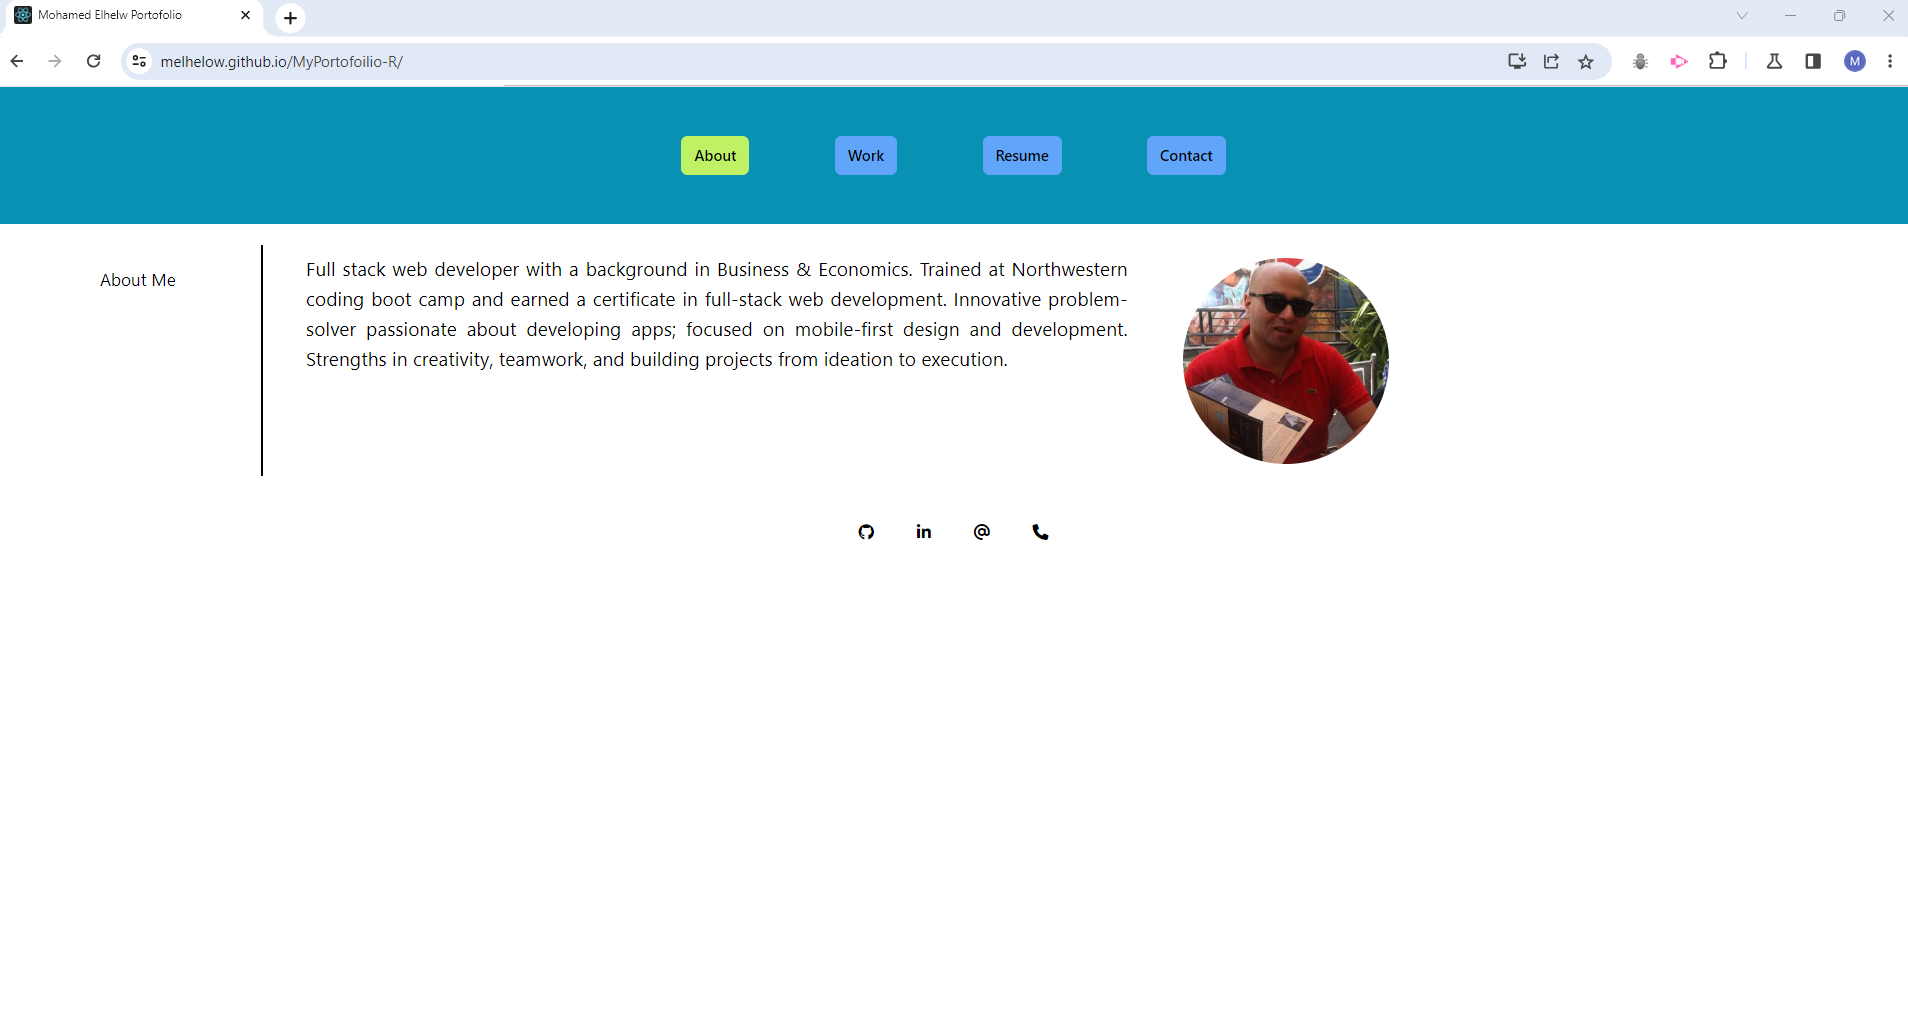 Mohamed Elhelw Portofolio
melhelow.github.io/MyPortofoilio-R/
M
About Work Resume Contact
About Me
Full stack web developer with a background in Business & Economics. Trained at Northwestern
coding boot camp and earned a certificate in full-stack web development. Innovative problem-
solver passionate about developing apps; focused on mobile-first design and development.
Strengths in creativity, teamwork, and building projects from ideation to execution.
in @